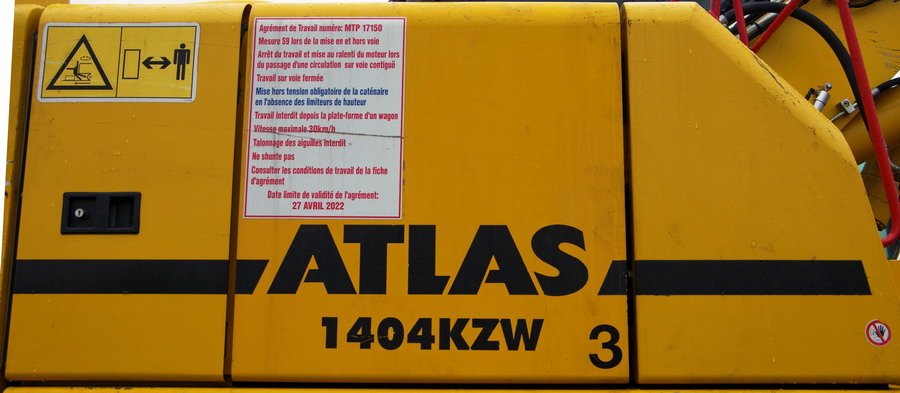 Agrément de Travail numéro: MTP 17150
Mesure S9 lors de la mise en et hors voie
Arrêt du travail et mise au ralenti du moteur lors
du passage d'une circulation sur voie contiguë
Travail sur voie fermée
Mise hors tension obligatoire de la caténaire
en l'absence des limiteurs de hauteur
Travail interdit depuis la plate-forme d'un wagon
Vitesse maximale 30km/h
Talonnage des aiguilles interdit
Ne shunte pas
Consulter les conditions de travail de la fiche
d'agrément
Date limite de validité de l'agrément:
27 AVRIL 2022
ATLAS
1404KZW
3